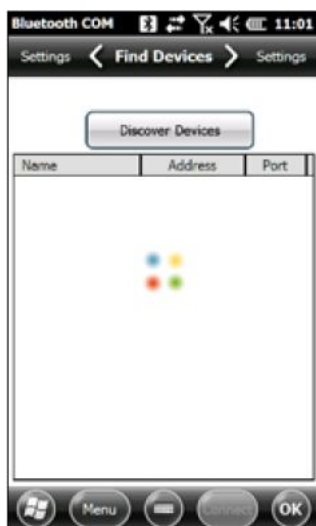 Bluetooth COM 11:01
Settings Find Devices Settings
Discover Devices
Name Address Port
Menu Connect OK